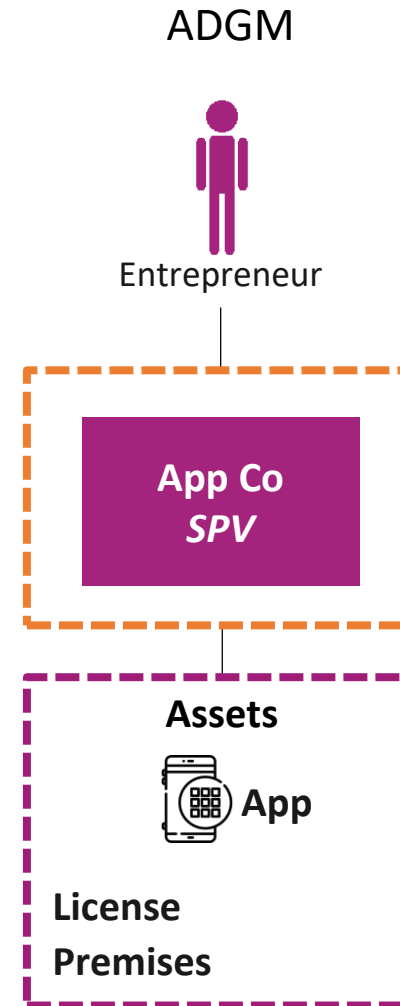 ADGM
Entrepreneur
App Co
SPV
Assets
App
License
Premises